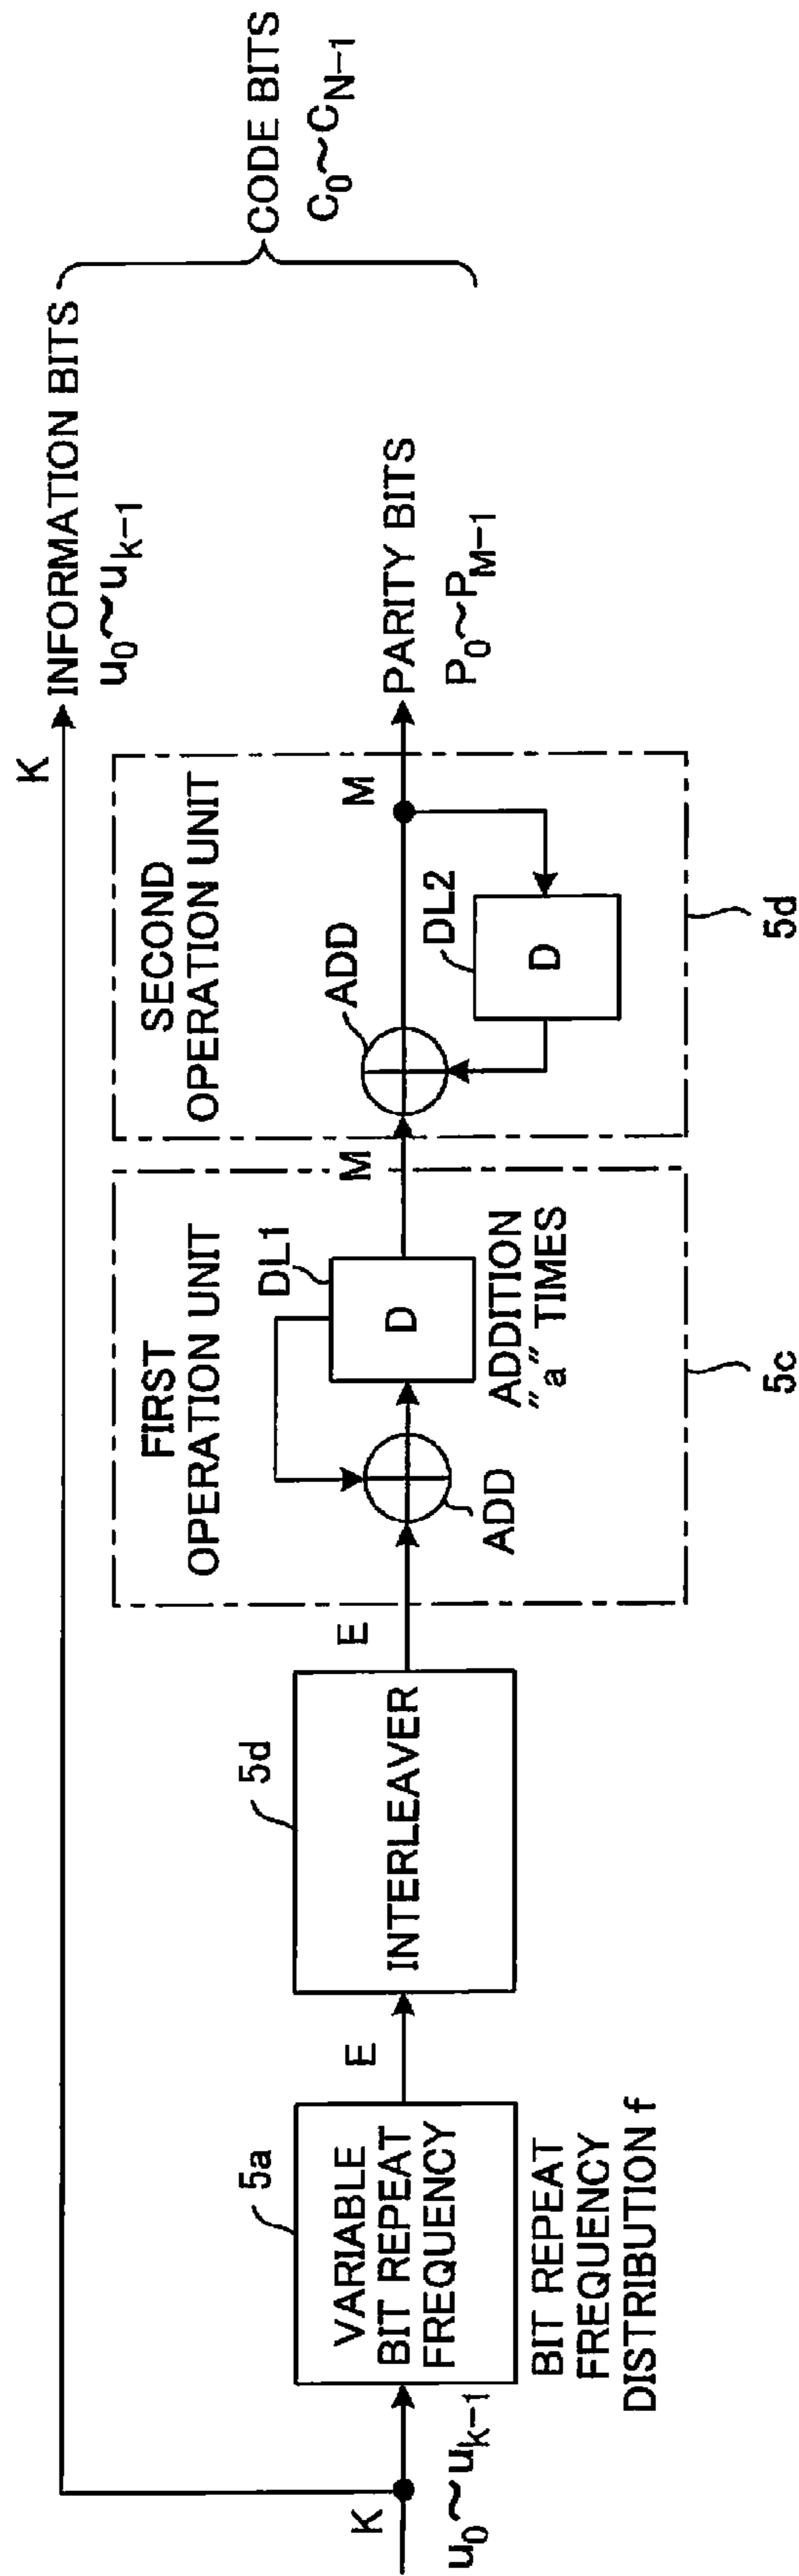 K
u0~uk-1
VARIABLE
BIT REPEAT
FREQUENCY
5a
BIT REPEAT
FREQUENCY
DISTRIBUTION f
E
INTERLEAVER
5d
E
FIRST
OPERATION UNIT
ADD
DL1
D
ADDITION
"a" TIMES
5c
M
SECOND
OPERATION UNIT
ADD
DL2
D
M
5d
K
INFORMATION BITS
u0~uk-1
PARITY BITS
P0~PM-1
CODE BITS
C0~CN-1